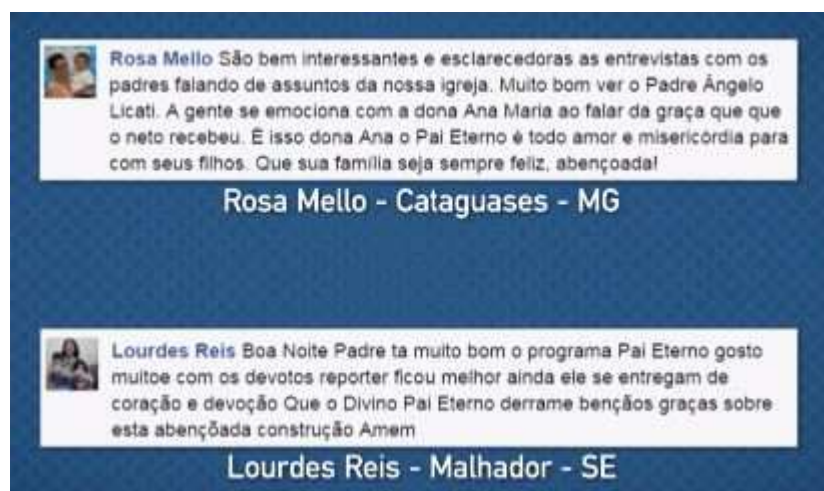 Rosa Mello São bem interessantes e esclarecedoras as entrevistas com os
padres falando de assuntos da nossa igreja. Muito bom ver o Padre Ângelo
Licati. A gente se emociona com a dona Ana Maria ao falar da graça que que
o neto recebeu. É isso dona Ana o Pai Eterno é todo amor e misericórdia para
com seus filhos. Que sua família seja sempre feliz, abençoada!
Rosa Mello - Cataguases - MG
Lourdes Reis Boa Noite Padre ta muito bom o programa Pai Eterno gosto
muitoe com os devotos reporter ficou melhor ainda ele se entregam de
coração e devoção Que o Divino Pai Eterno derrame bençãos graças sobre
esta abençõada construção Amem
Lourdes Reis - Malhador - SE